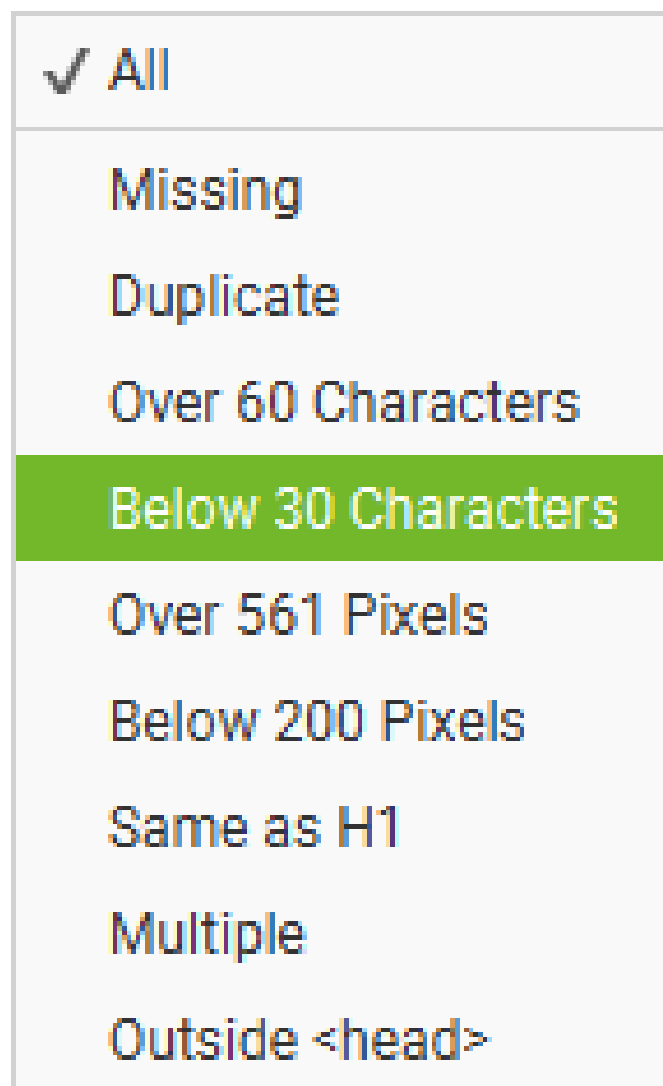 All
Missing
Duplicate
Over 60 Characters
Below 30 Characters
Over 561 Pixels
Below 200 Pixels
Same as H1
Multiple
Outside <head>